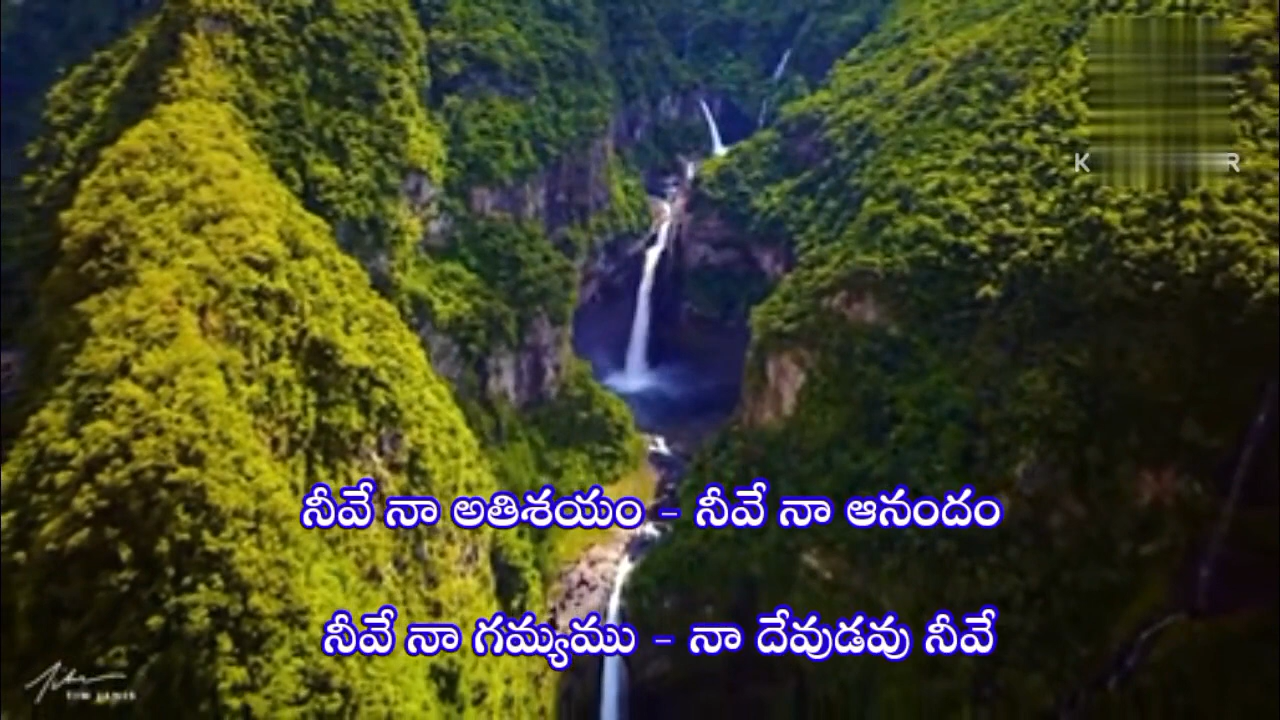 నీవే నా అతిశయం - నీవే నా ఆనందం
నీవే నా గమ్యము - నా దేవుడవు నీవే